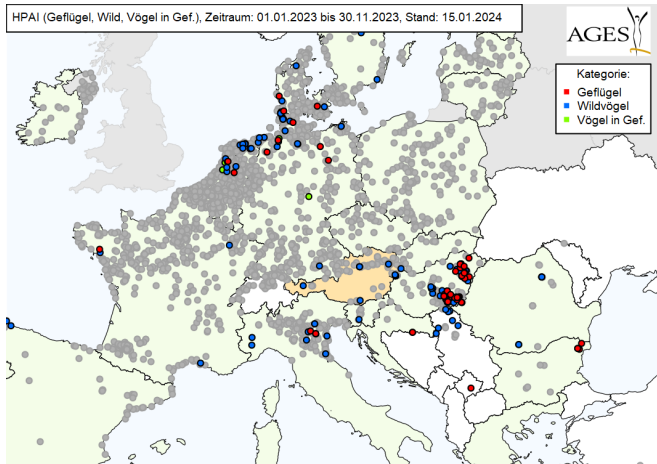 HPAI (Geflügel, Wild, Vögel in Gef.), Zeitraum: 01.01.2023 bis 30.11.2023, Stand: 15.01.2024
AGES
Kategorie:
Geflügel
Wildvögel
Vögel in Gef.